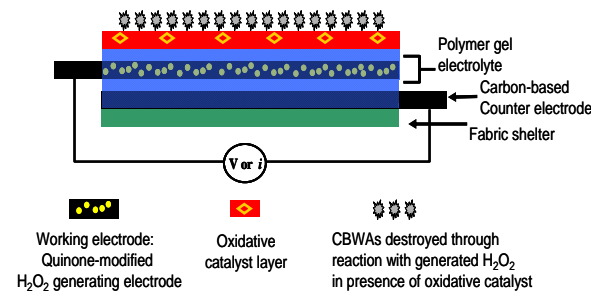 Polymer gel
electrolyte
Carbon-based
Counter electrode
Fabric shelter
V or i
Working electrode:
Quinone-modified
H₂O₂ generating electrode
Oxidative
catalyst layer
CBWAs destroyed through
reaction with generated H₂O₂
in presence of oxidative catalyst